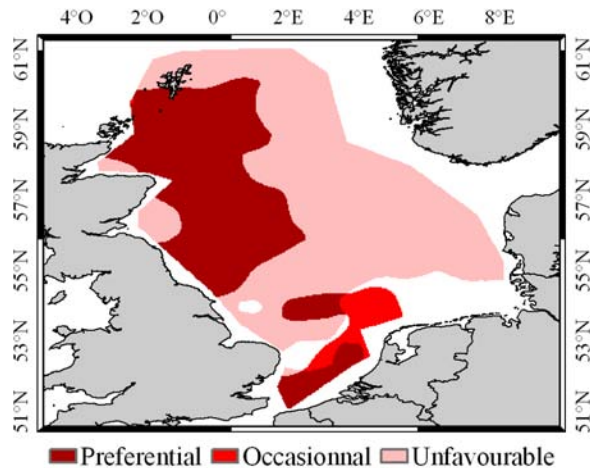 4°O 2°O 0° 2°E 4°E 6°E 8°E
61°N 61°N
59°N 59°N
57°N 57°N
55°N 55°N
53°N 53°N
51°N 51°N
Preferential Occasionnal Unfavourable